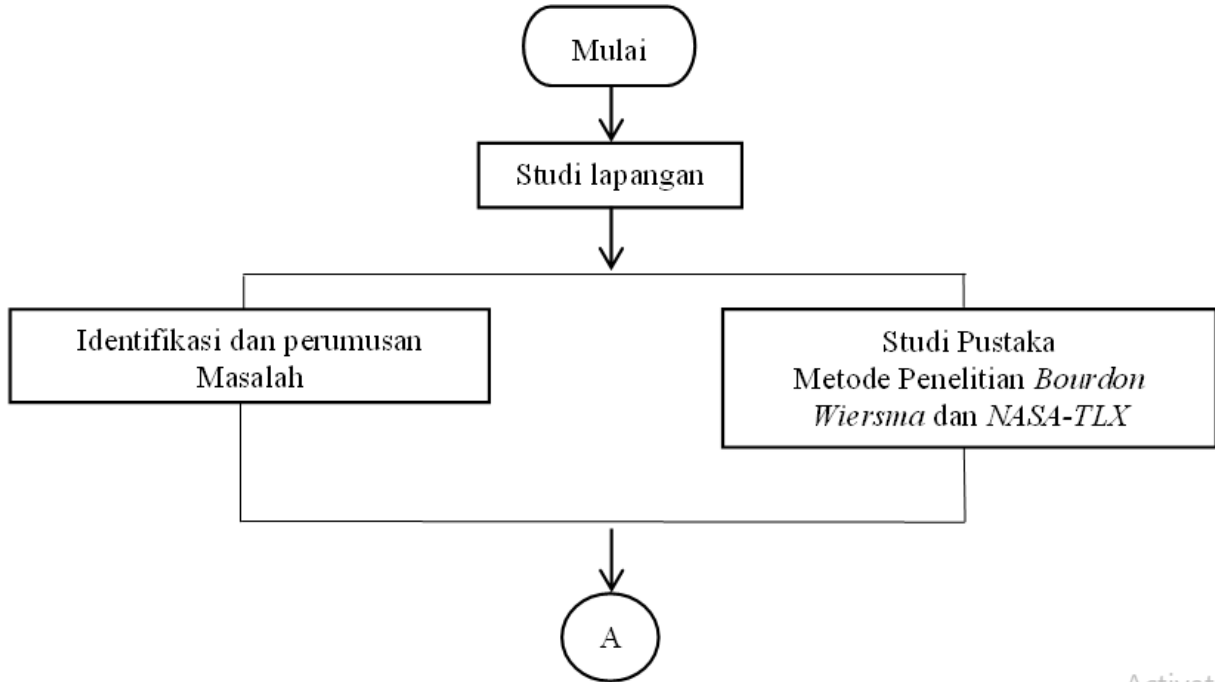 Mulai
Studi lapangan
Identifikasi dan perumusan
Masalah
Studi Pustaka
Metode Penelitian Bourdon
Wiersma dan NASA-TLX
A